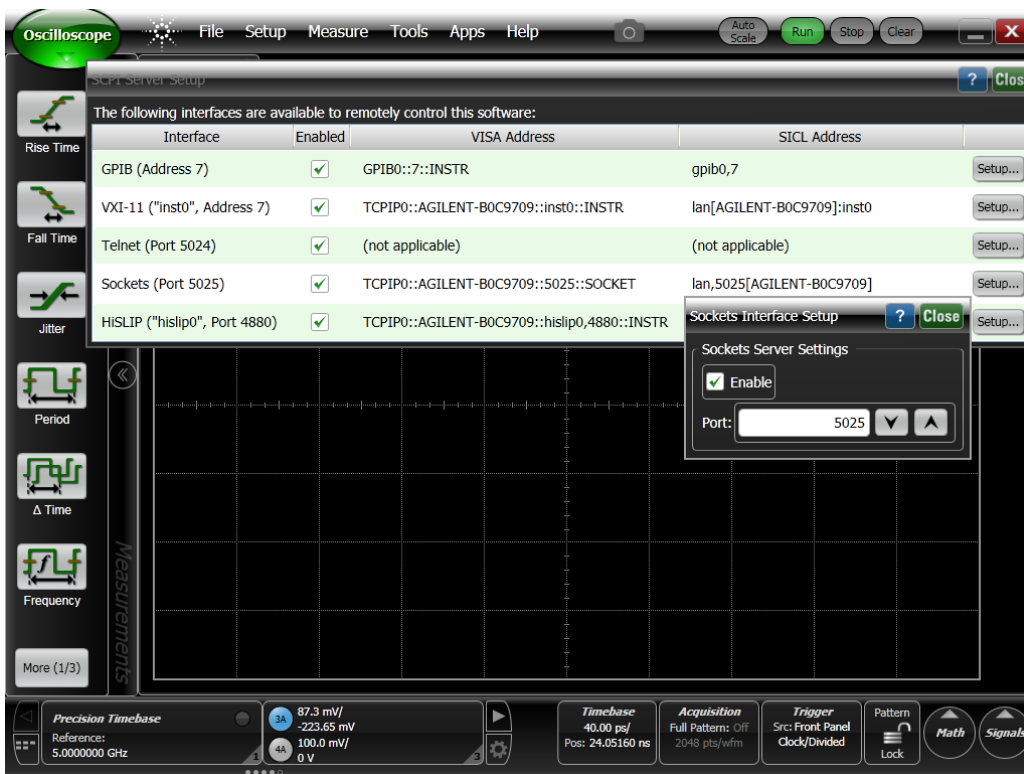 Oscilloscope
File Setup Measure Tools Apps Help
Auto Scale
Run
Stop
Clear
SCPI Server Setup
? Clos
The following interfaces are available to remotely control this software:
Interface Enabled VISA Address SICL Address
GPIB (Address 7) GPIB0::7::INSTR gpib0,7 Setup...
VXI-11 ("inst0", Address 7) TCPIP0::AGILENT-B0C9709::inst0::INSTR lan[AGILENT-B0C9709]:inst0 Setup...
Telnet (Port 5024) (not applicable) (not applicable) Setup...
Sockets (Port 5025) TCPIP0::AGILENT-B0C9709::5025::SOCKET lan,5025[AGILENT-B0C9709] Setup...
HiSLIP ("hislip0", Port 4880) TCPIP0::AGILENT-B0C9709::hislip0,4880::INSTR Setup...
Sockets Interface Setup ? Close
Sockets Server Settings
Enable
Port: 5025
Rise Time
Fall Time
Jitter
Period
Δ Time
f
Frequency
More (1/3)
Measurements
Precision Timebase
Reference:
5.0000000 GHz
1
3A
87.3 mV/
-223.65 mV
4A
100.0 mV/
0 V
3
Timebase
40.00 ps/
Pos: 24.05160 ns
Acquisition
Full Pattern: Off
2048 pts/wfm
Trigger
Src: Front Panel
Clock/Divided
Pattern
Lock
Math
Signals